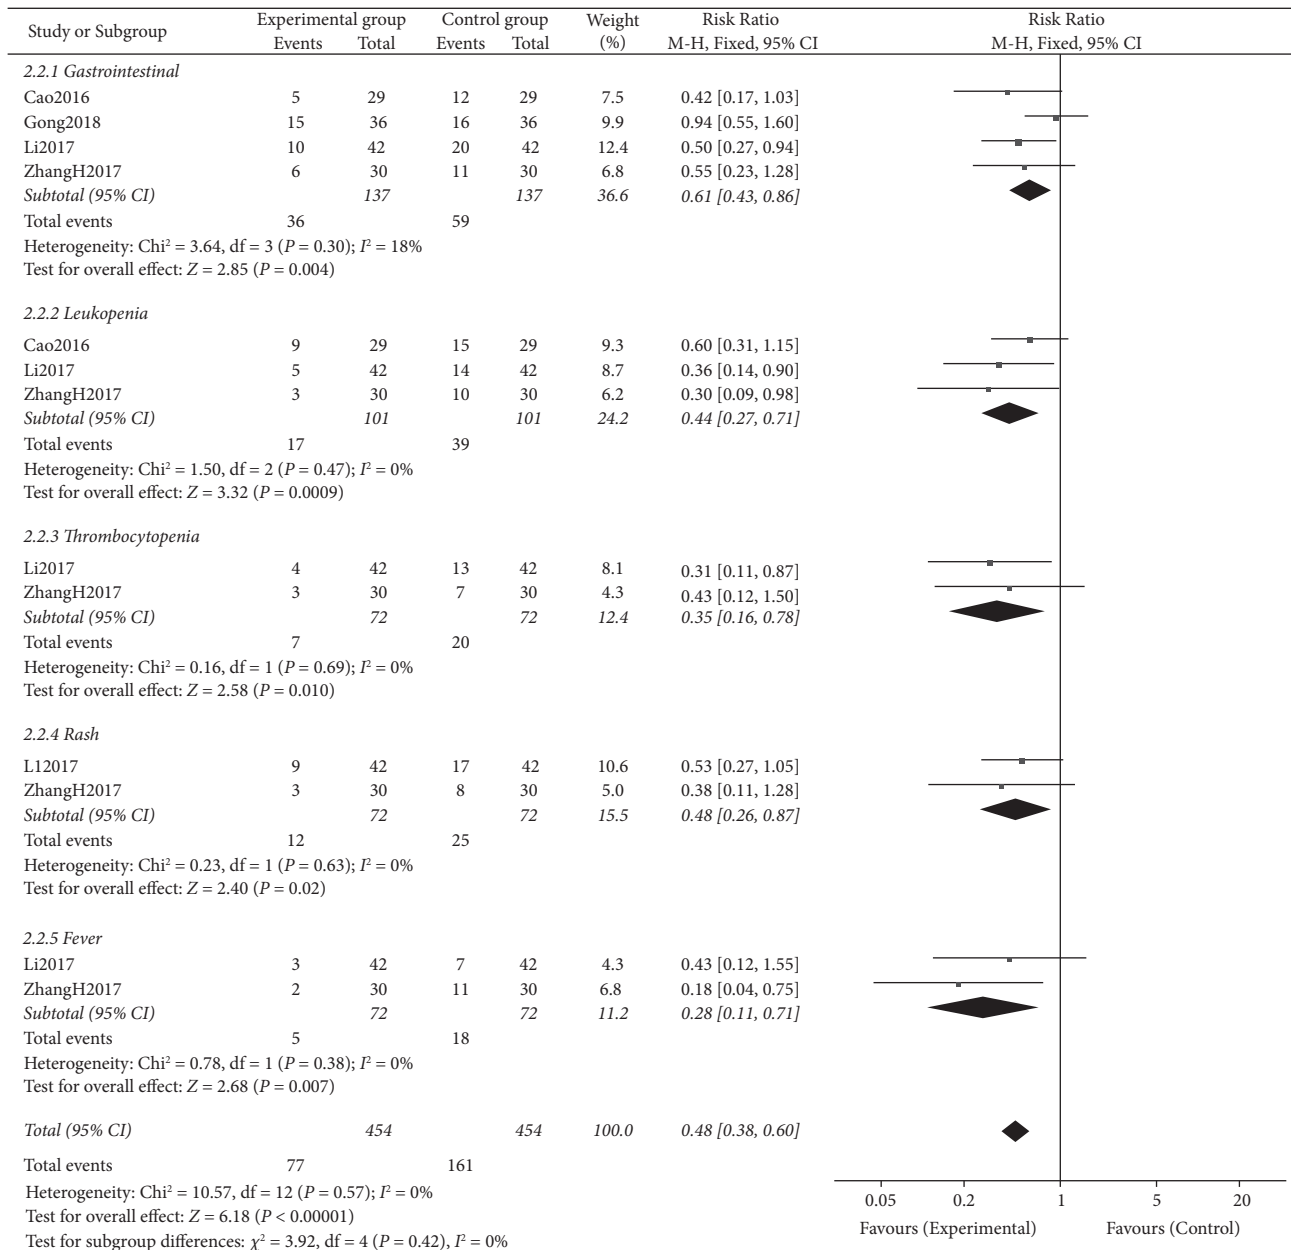 Study or Subgroup Experimental group Control group Weight Risk Ratio Risk Ratio
Events Total Events Total (%) M-H, Fixed, 95% CI M-H, Fixed, 95% CI
2.2.1 Gastrointestinal
Cao2016 5 29 12 29 7.5 0.42 [0.17, 1.03]
Gong2018 15 36 16 36 9.9 0.94 [0.55, 1.60]
Li2017 10 42 20 42 12.4 0.50 [0.27, 0.94]
ZhangH2017 6 30 11 30 6.8 0.55 [0.23, 1.28]
Subtotal (95% CI) 137 137 36.6 0.61 [0.43, 0.86]
Total events 36 59
Heterogeneity: Chi² = 3.64, df = 3 (P = 0.30); I² = 18%
Test for overall effect: Z = 2.85 (P = 0.004)
2.2.2 Leukopenia
Cao2016 9 29 15 29 9.3 0.60 [0.31, 1.15]
Li2017 5 42 14 42 8.7 0.36 [0.14, 0.90]
ZhangH2017 3 30 10 30 6.2 0.30 [0.09, 0.98]
Subtotal (95% CI) 101 101 24.2 0.44 [0.27, 0.71]
Total events 17 39
Heterogeneity: Chi² = 1.50, df = 2 (P = 0.47); I² = 0%
Test for overall effect: Z = 3.32 (P = 0.0009)
2.2.3 Thrombocytopenia
Li2017 4 42 13 42 8.1 0.31 [0.11, 0.87]
ZhangH2017 3 30 7 30 4.3 0.43 [0.12, 1.50]
Subtotal (95% CI) 72 72 12.4 0.35 [0.16, 0.78]
Total events 7 20
Heterogeneity: Chi² = 0.16, df = 1 (P = 0.69); I² = 0%
Test for overall effect: Z = 2.58 (P = 0.010)
2.2.4 Rash
L12017 9 42 17 42 10.6 0.53 [0.27, 1.05]
ZhangH2017 3 30 8 30 5.0 0.38 [0.11, 1.28]
Subtotal (95% CI) 72 72 15.5 0.48 [0.26, 0.87]
Total events 12 25
Heterogeneity: Chi² = 0.23, df = 1 (P = 0.63); I² = 0%
Test for overall effect: Z = 2.40 (P = 0.02)
2.2.5 Fever
Li2017 3 42 7 42 4.3 0.43 [0.12, 1.55]
ZhangH2017 2 30 11 30 6.8 0.18 [0.04, 0.75]
Subtotal (95% CI) 72 72 11.2 0.28 [0.11, 0.71]
Total events 5 18
Heterogeneity: Chi² = 0.78, df = 1 (P = 0.38); I² = 0%
Test for overall effect: Z = 2.68 (P = 0.007)
Total (95% CI) 454 454 100.0 0.48 [0.38, 0.60]
Total events 77 161
Heterogeneity: Chi² = 10.57, df = 12 (P = 0.57); I² = 0%
Test for overall effect: Z = 6.18 (P < 0.00001)
Test for subgroup differences: χ² = 3.92, df = 4 (P = 0.42), I² = 0%
0.05 0.2 1 5 20
Favours (Experimental) Favours (Control)